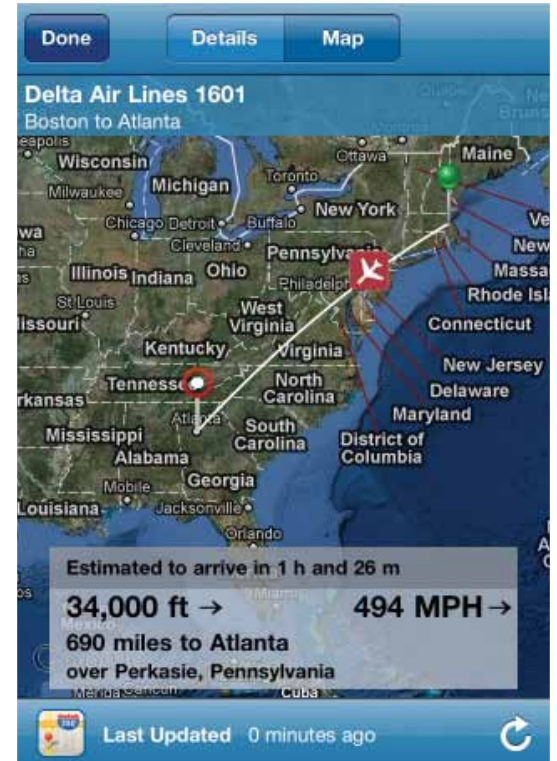 Done
Details
Map
Delta Air Lines 1601
Boston to Atlanta
Ottawa
Maine
Wisconsin
Toronto
Milwaukee
Michigan
New York
Chicago
Detroit
Buffalo
Cleveland
Pennsylvania
Illinois
Indiana
Ohio
Massa
St Louis
Rhode Isl
West
Virginia
Connecticut
Kentucky
Virginia
New Jersey
Tennesse
North
Carolina
Delaware
Maryland
Atlanta
South
Carolina
District of
Columbia
Mississippi
Alabama
Georgia
Mobile
Jacksonville
Louisiana
Orlando
Estimated to arrive in 1 h and 26 m
34,000 ft →
494 MPH →
690 miles to Atlanta
over Perkasie, Pennsylvania
Cuba
Last Updated 0 minutes ago